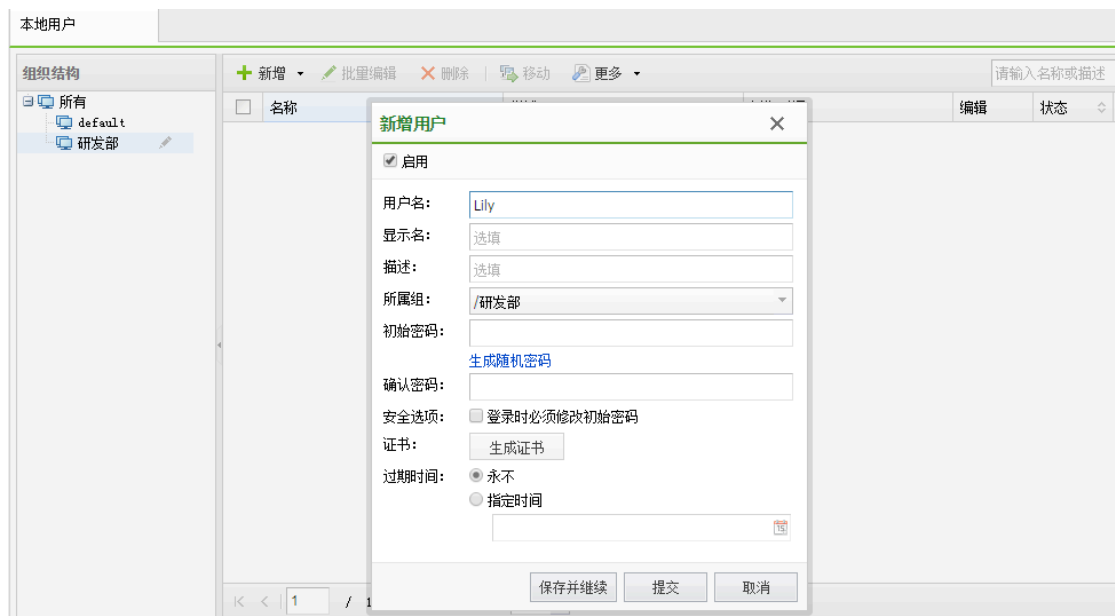 本地用户
组织结构
新增 批量编辑 删除 移动 更多 请输入名称或描述
所有
default
研发部
名称 编辑 状态
新增用户
启用
用户名: Lily
显示名: 选填
描述: 选填
所属组: /研发部
初始密码:
生成随机密码
确认密码:
安全选项: 登录时必须修改初始密码
证书: 生成证书
过期时间: 永不
指定时间
15
保存并继续 提交 取消
1 / 1